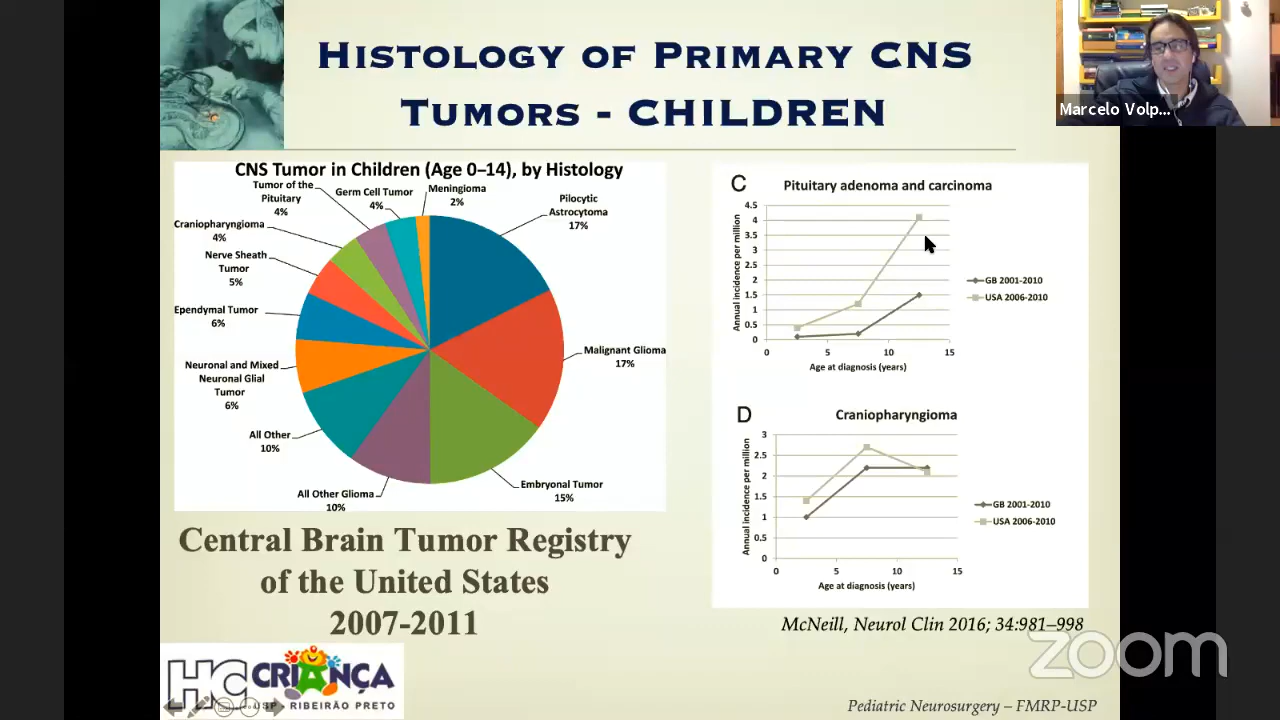 HISTOLOGY OF PRIMARY CNS
TUMORS - CHILDREN
Marcelo Volp...
CNS Tumor in Children (Age 0–14), by Histology
Tumor of the
Pituitary
4%
Germ Cell Tumor
4%
Meningioma
2%
Pilocytic
Astrocytoma
17%
Craniopharyngioma
4%
Nerve Sheath
Tumor
5%
Ependymal Tumor
6%
Malignant Glioma
17%
Neuronal and Mixed
Neuronal Glial
Tumor
6%
All Other
10%
All Other Glioma
10%
Embryonal Tumor
15%
Central Brain Tumor Registry
of the United States
2007-2011
C
Pituitary adenoma and carcinoma
Annual incidence per million
4.5
4
3.5
3
2.5
2
1.5
1
0.5
0
0 5 10 15
Age at diagnosis (years)
GB 2001-2010
USA 2006-2010
D
Craniopharyngioma
Annual incidence per million
3
2.5
2
1.5
1
0.5
0
0 5 10 15
Age at diagnosis (years)
GB 2001-2010
USA 2006-2010
McNeill, Neurol Clin 2016; 34:981–998
zoom
HC CRIANÇA
USP RIBEIRÃO PRETO
Pediatric Neurosurgery – FMRP-USP